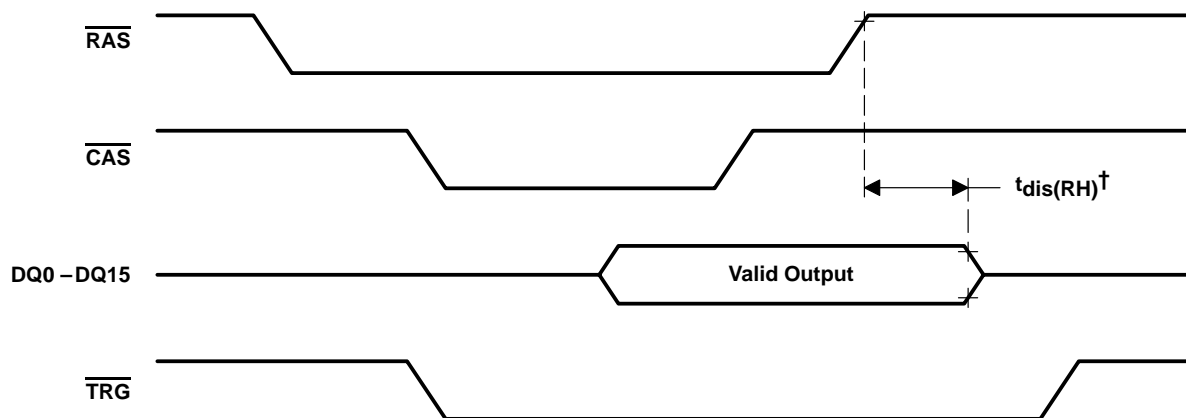 RAS
CAS
tdis(RH)†
DQ0 – DQ15
Valid Output
TRG